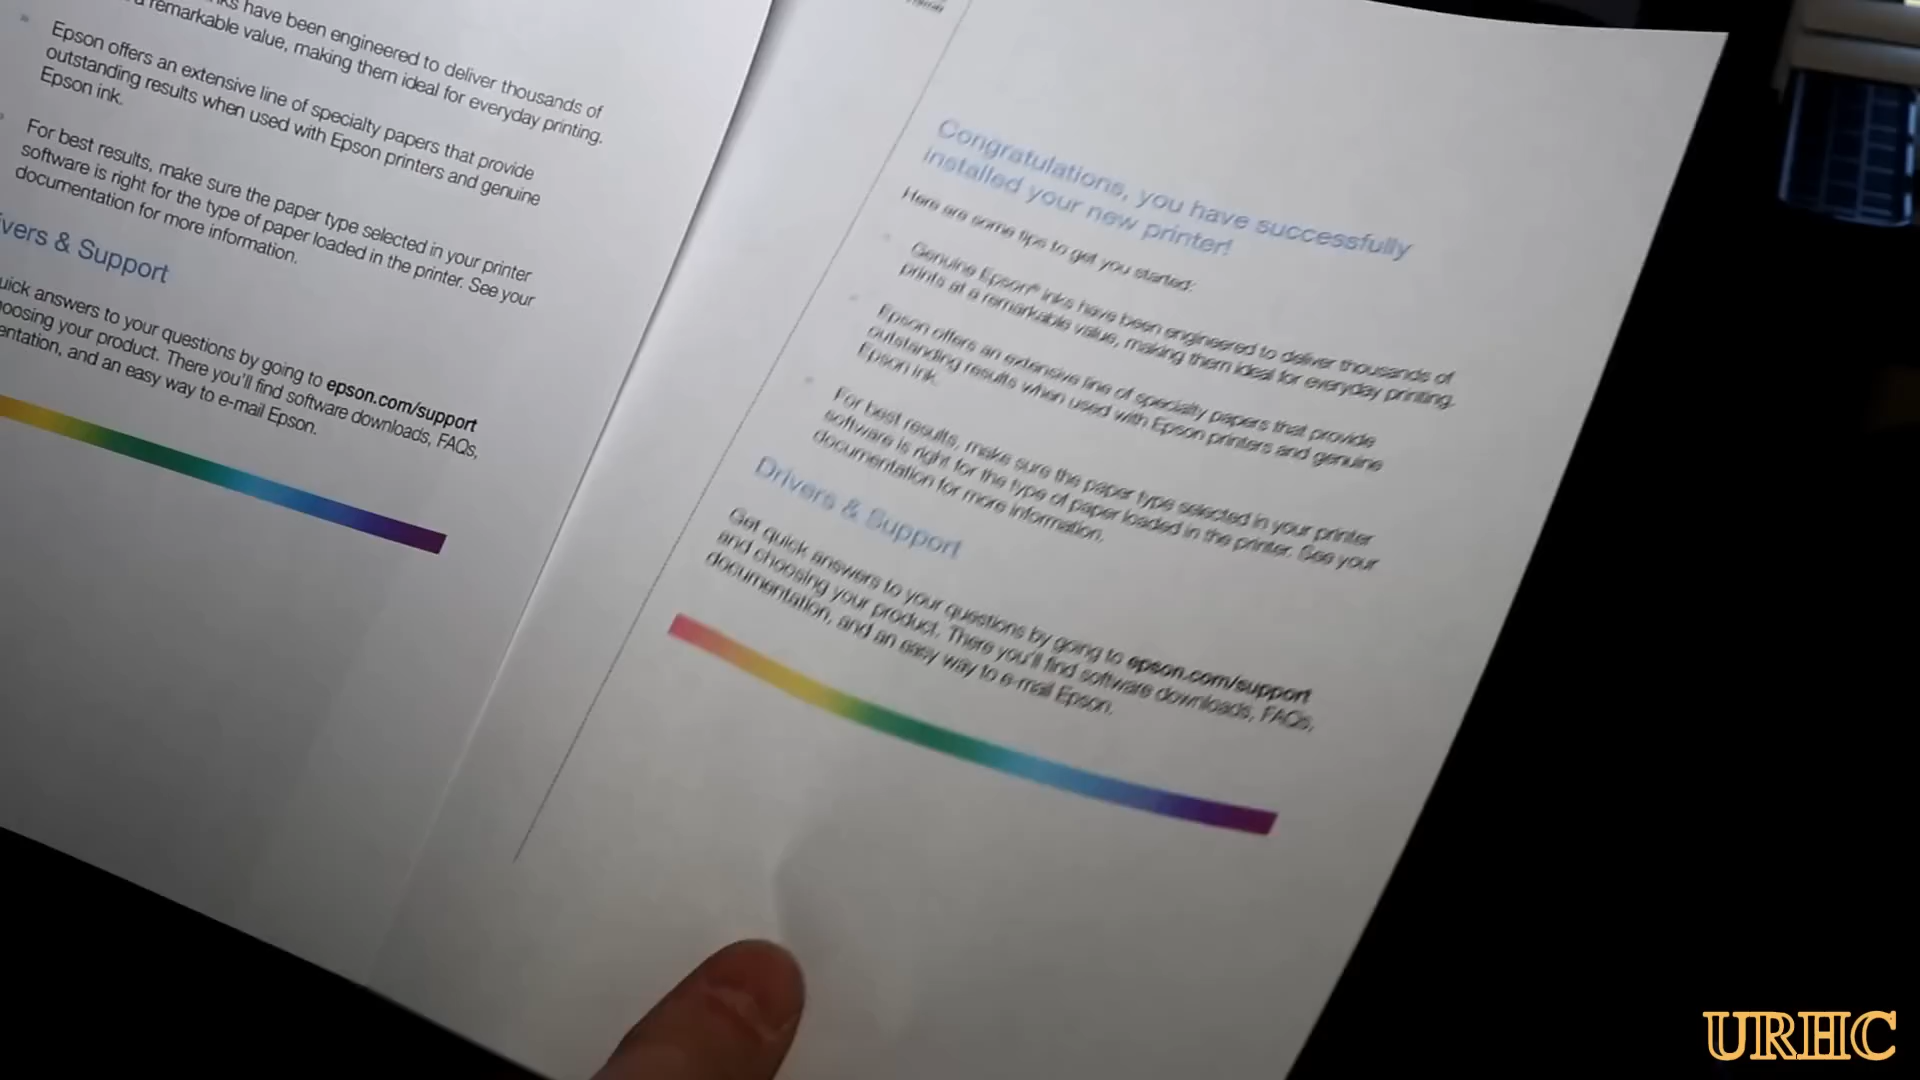 nks have been engineered to deliver thousands of
a remarkable value, making them ideal for everyday printing.
Epson offers an extensive line of specialty papers that provide
outstanding results when used with Epson printers and genuine
Epson ink.
For best results, make sure the paper type selected in your printer
software is right for the type of paper loaded in the printer. See your
documentation for more information.
vers & Support
uick answers to your questions by going to epson.com/support
oosing your product. There you'll find software downloads, FAQs,
entation, and an easy way to e-mail Epson.
Congratulations, you have successfully
installed your new printer!
Here are some tips to get you started:
Genuine Epson® inks have been engineered to deliver thousands of
prints at a remarkable value, making them ideal for everyday printing.
Epson offers an extensive line of specialty papers that provide
outstanding results when used with Epson printers and genuine
Epson ink.
For best results, make sure the paper type selected in your printer
software is right for the type of paper loaded in the printer. See your
documentation for more information.
Drivers & Support
Get quick answers to your questions by going to epson.com/support
and choosing your product. There you'll find software downloads, FAQs,
documentation, and an easy way to e-mail Epson.
URHC